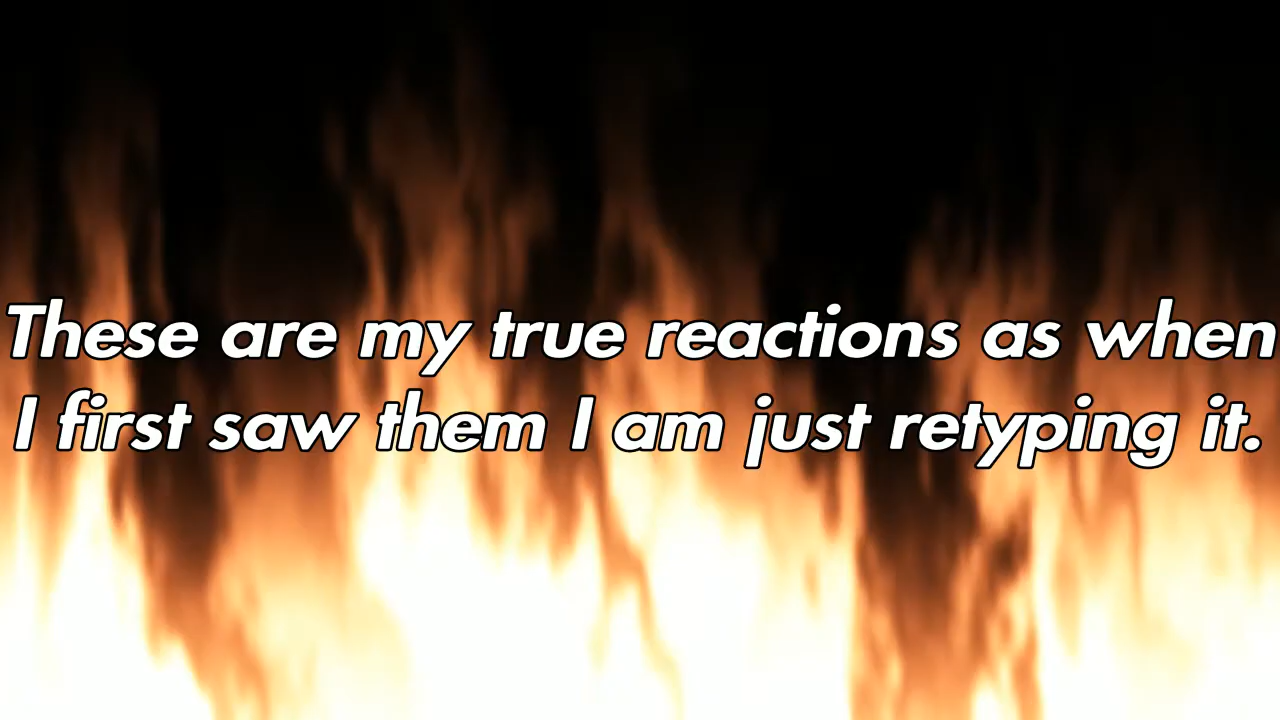 These are my true reactions as when
I first saw them I am just retyping it.